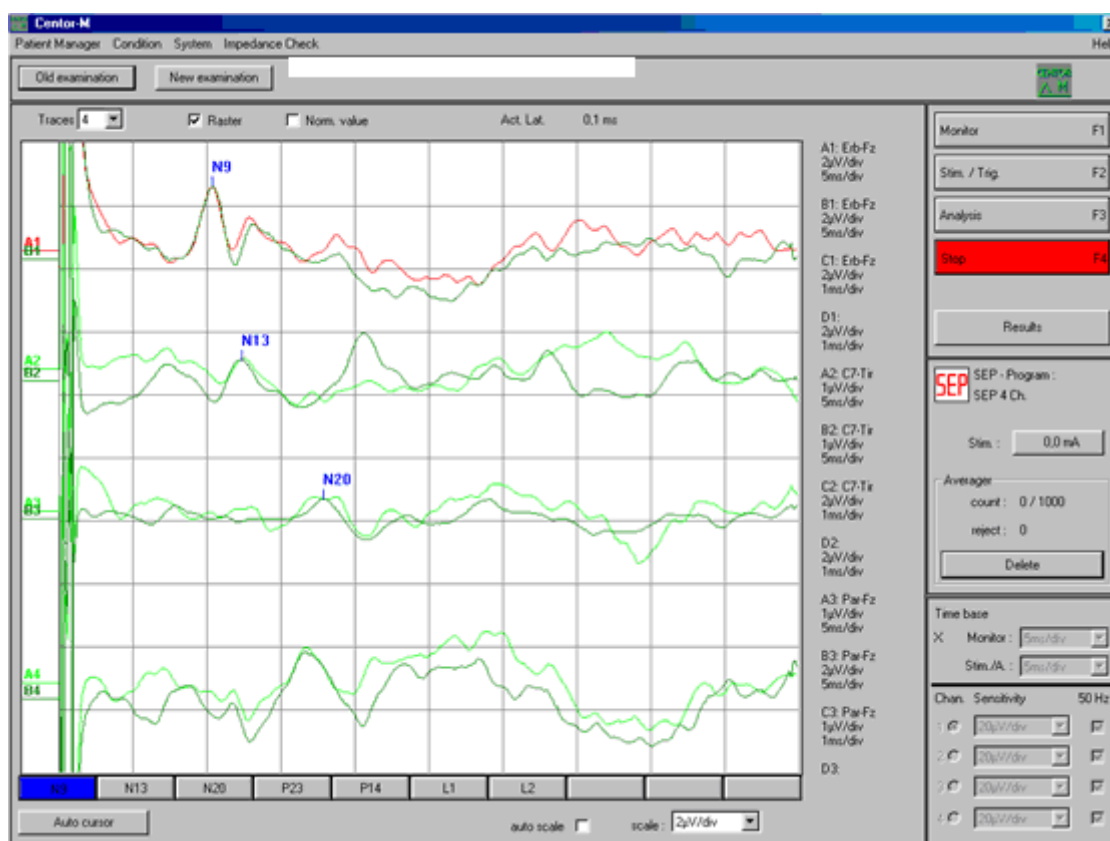 Centor-M
Patient Manager Condition System Impedance Check Hel
Old examination New examination
Traces 4 Raster Norm. value Act. Lat. 0,1 ms
N9
A1
B1
N13
A2
B2
N20
B3
A4
B4
N9 N13 N20 P23 P14 L1 L2
Auto cursor auto scale scale : 2µV/div
A1: Erb-Fz
2µV/div
5ms/div
B1: Erb-Fz
2µV/div
5ms/div
C1: Erb-Fz
2µV/div
1ms/div
D1:
2µV/div
1ms/div
A2: C7-Tir
1µV/div
5ms/div
B2: C7-Tir
1µV/div
5ms/div
C2: C7-Tir
2µV/div
1ms/div
D2:
2µV/div
1ms/div
A3: Par-Fz
1µV/div
5ms/div
B3: Par-Fz
2µV/div
5ms/div
C3: Par-Fz
1µV/div
1ms/div
D3:
Monitor F1
Stim. / Trig. F2
Analysis F3
Stop F4
Results
SEP
SEP - Program :
SEP 4 Ch.
Stim. : 0,0 mA
Averager
count : 0 / 1000
reject : 0
Delete
Time base
X Monitor : 5ms/div
Stim./A. : 5ms/div
Chan. Sensitivity 50 Hz
1 20µV/div
2 20µV/div
3 20µV/div
4 20µV/div